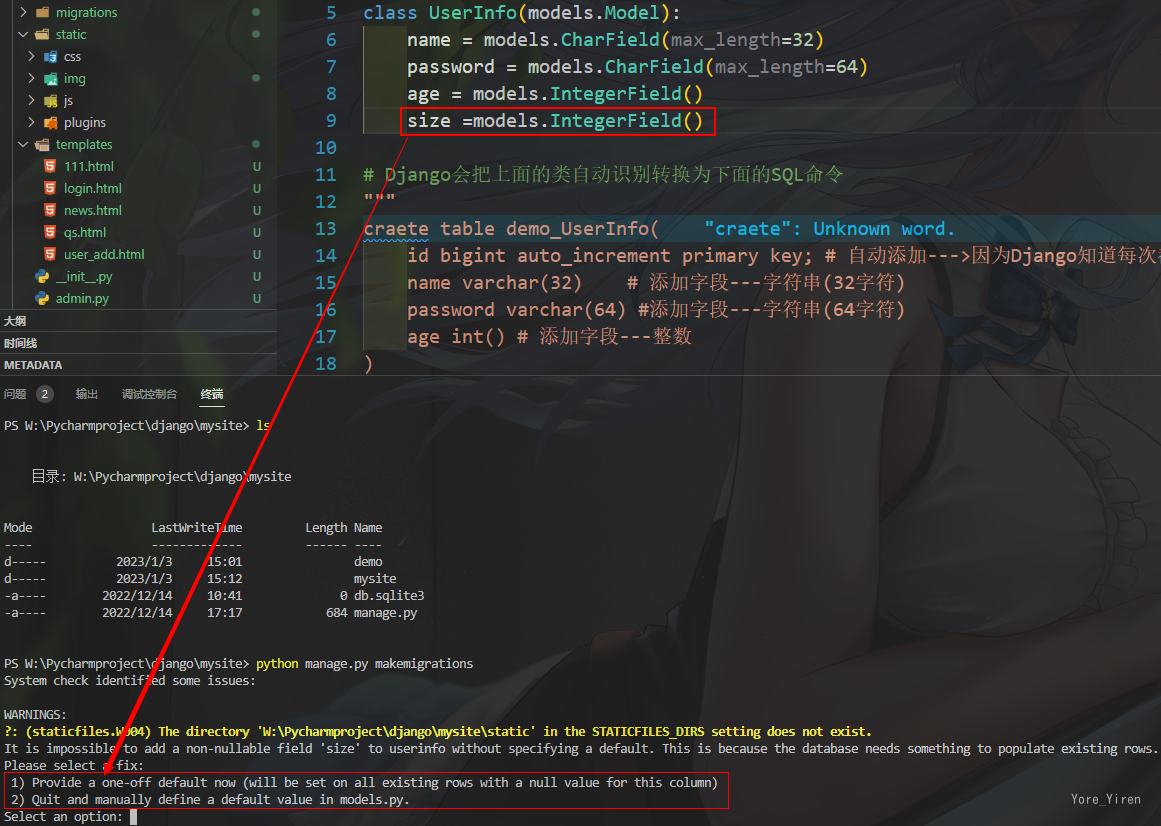 migrations
static
css
img
js
plugins
templates
111.html U
login.html U
news.html U
qs.html U
user_add.html U
__init__.py U
admin.py U
大纲
时间线
METADATA
5 class UserInfo(models.Model):
6 name = models.CharField(max_length=32)
7 password = models.CharField(max_length=64)
8 age = models.IntegerField()
9 size =models.IntegerField()
10
11 # Django会把上面的类自动识别转换为下面的SQL命令
12 """
13 craete table demo_UserInfo( "craete": Unknown word.
14 id bigint auto_increment primary key; # 自动添加--->因为Django知道每次
15 name varchar(32) # 添加字段---字符串(32字符)
16 password varchar(64) #添加字段---字符串(64字符)
17 age int() # 添加字段---整数
18 )
问题 2 输出 调试控制台 终端
PS W:\Pycharmproject\django\mysite> ls
目录: W:\Pycharmproject\django\mysite
Mode LastWriteTime Length Name
---- ------------- ------ ----
d----- 2023/1/3 15:01 demo
d----- 2023/1/3 15:12 mysite
-a---- 2022/12/14 10:41 0 db.sqlite3
-a---- 2022/12/14 17:17 684 manage.py
PS W:\Pycharmproject\django\mysite> python manage.py makemigrations
System check identified some issues:
WARNINGS:
?: (staticfiles.W004) The directory 'W:\Pycharmproject\django\mysite\static' in the STATICFILES_DIRS setting does not exist.
It is impossible to add a non-nullable field 'size' to userinfo without specifying a default. This is because the database needs something to populate existing rows.
Please select a fix:
1) Provide a one-off default now (will be set on all existing rows with a null value for this column)
2) Quit and manually define a default value in models.py.
Select an option:
Yore_Yiren